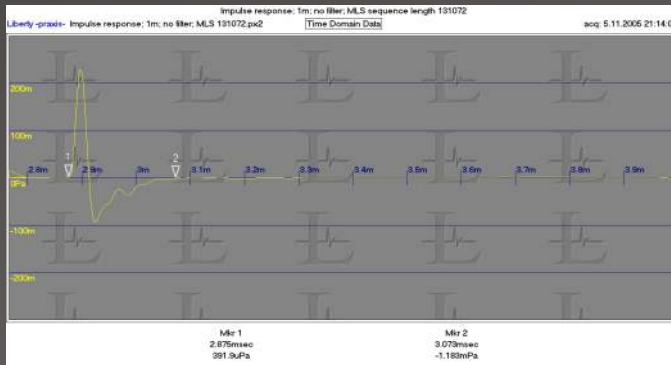 Impulse response; 1m; no filter; MLS sequence length 131072
Liberty -praxis- Impulse response; 1m; no filter; MLS 131072.px2 Time Domain Data acq: 5.11.2005 21:14:0
200m
100m
1 2
2.8m 2.9m 3m 3.1m 3.2m 3.3m 3.4m 3.5m 3.6m 3.7m 3.8m 3.9m
0Pa
-100m
-200m
Mkr 1 Mkr 2
2.875msec 3.073msec
391.9uPa -1.183mPa